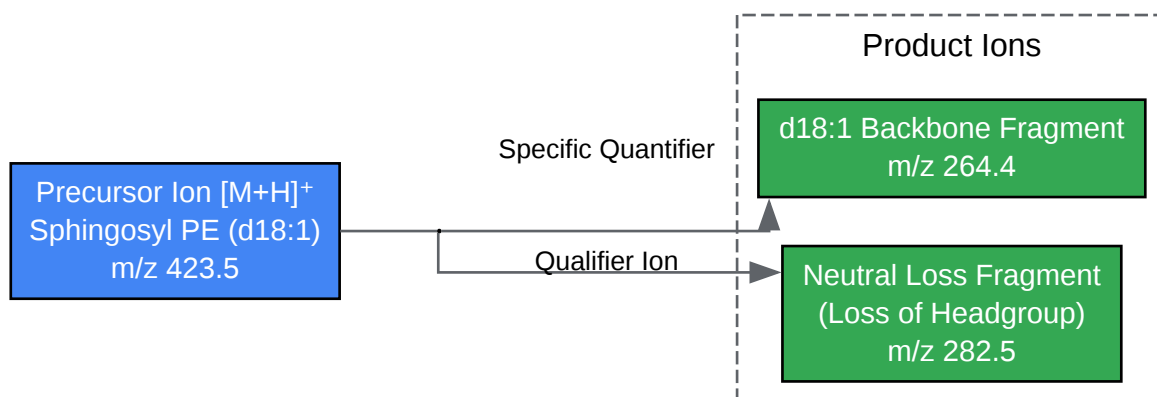 Product Ions
d18:1 Backbone Fragment
m/z 264.4
Specific Quantifier
Precursor Ion [M+H]⁺
Sphingosyl PE (d18:1)
m/z 423.5
Qualifier Ion
Neutral Loss Fragment
(Loss of Headgroup)
m/z 282.5